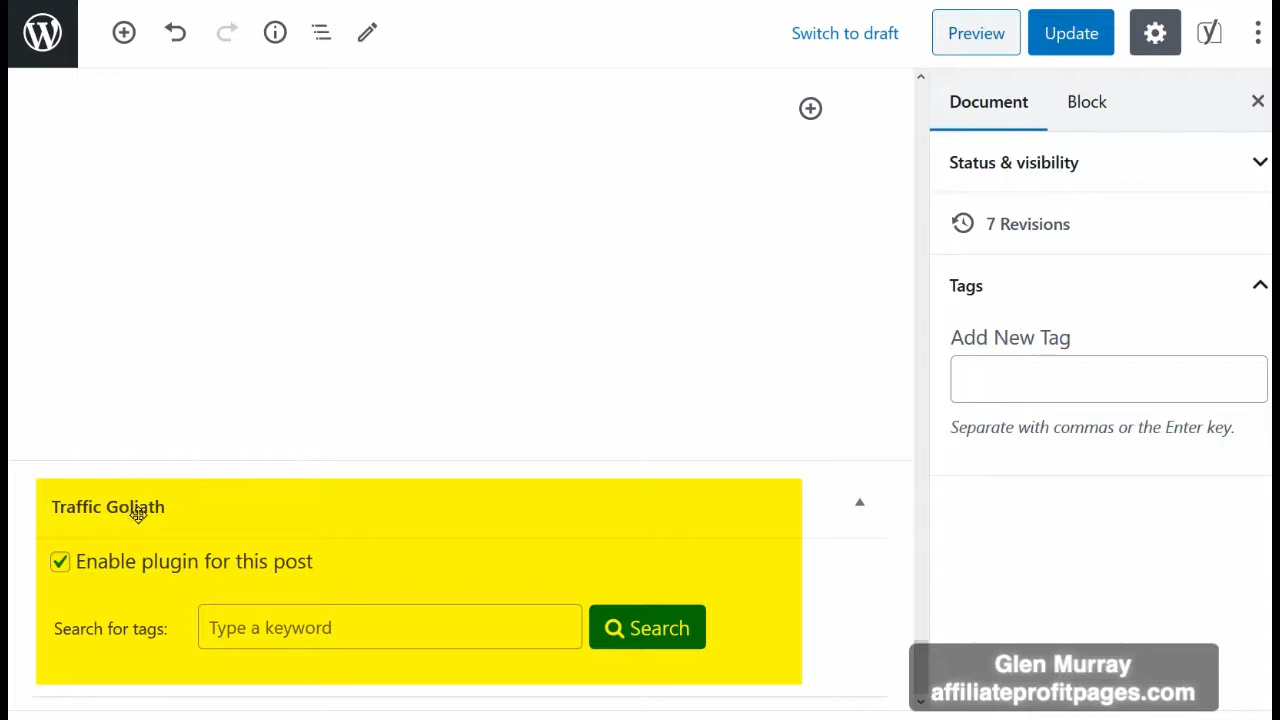 Switch to draft
Preview
Update
Document
Block
Status & visibility
7 Revisions
Tags
Add New Tag
Separate with commas or the Enter key.
Traffic Goliath
Enable plugin for this post
Search for tags:
Type a keyword
Search
Glen Murray
affiliateprofitpages.com